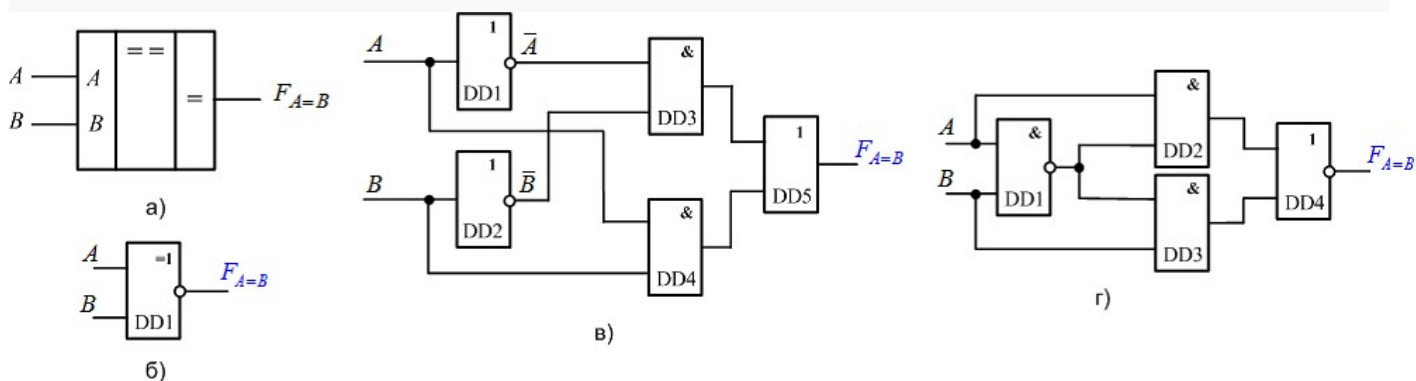 A
B
A
B
= =
=
F_{A=B}
а)
A
B
=1
DD1
F_{A=B}
б)
A
1
DD1
A̅
B
1
DD2
B̅
&
DD3
&
DD4
1
DD5
F_{A=B}
в)
A
B
&
DD1
&
DD2
&
DD3
1
DD4
F_{A=B}
г)